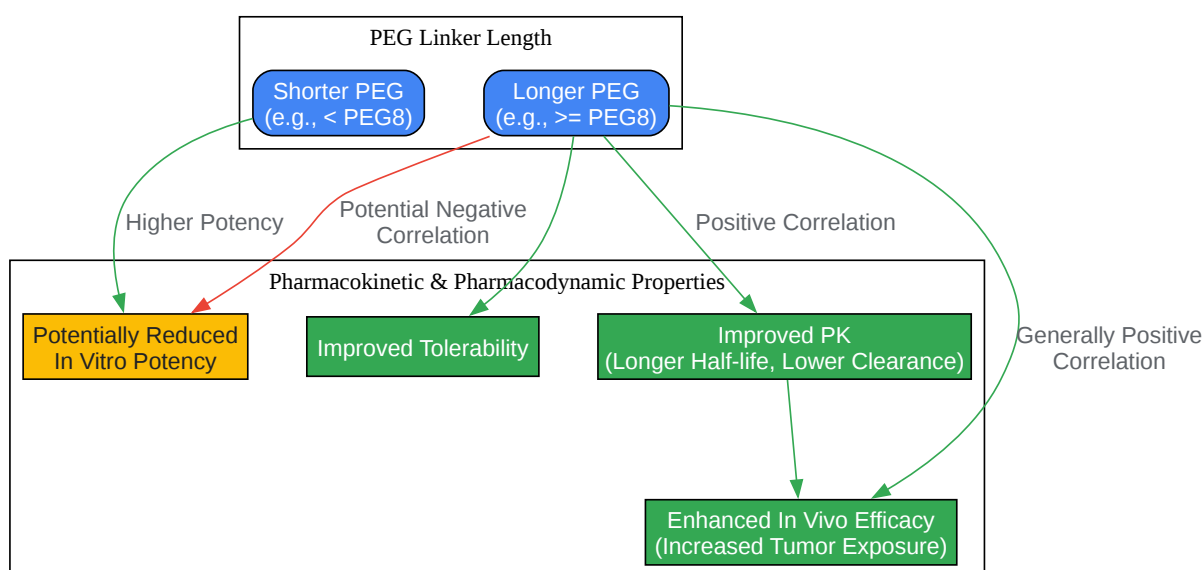 PEG Linker Length
Shorter PEG
(e.g., < PEG8)
Longer PEG
(e.g., >= PEG8)
Higher Potency
Potential Negative
Correlation
Positive Correlation
Generally Positive
Correlation
Pharmacokinetic & Pharmacodynamic Properties
Potentially Reduced
In Vitro Potency
Improved Tolerability
Improved PK
(Longer Half-life, Lower Clearance)
Enhanced In Vivo Efficacy
(Increased Tumor Exposure)